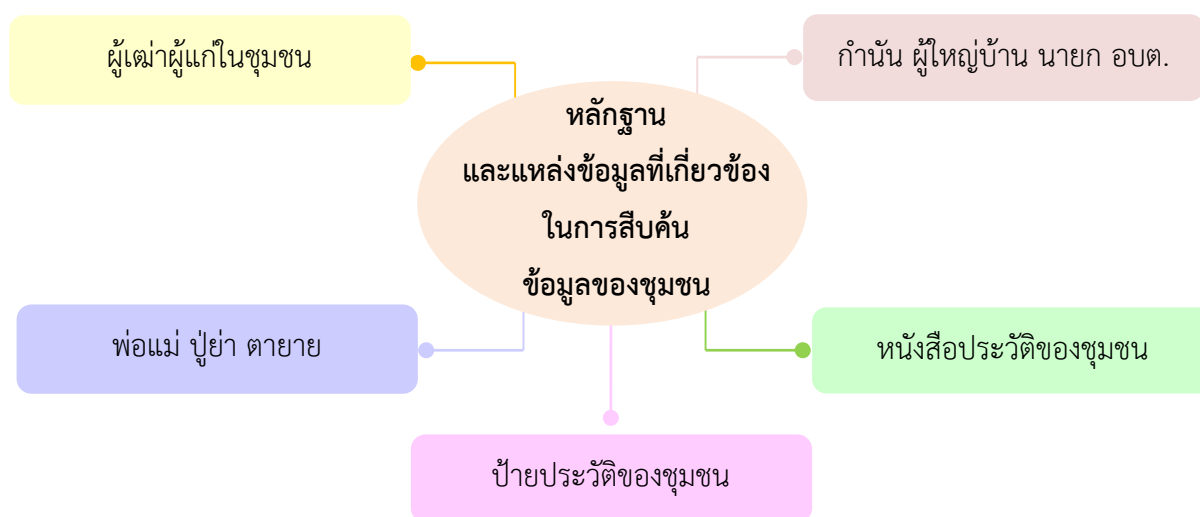 ผู้เฒ่าผู้แก่ในชุมชน
กำนัน ผู้ใหญ่บ้าน นายก อบต.
หลักฐาน
และแหล่งข้อมูลที่เกี่ยวข้อง
ในการสืบค้น
ข้อมูลของชุมชน
พ่อแม่ ปู่ย่า ตายาย
หนังสือประวัติของชุมชน
ป้ายประวัติของชุมชน